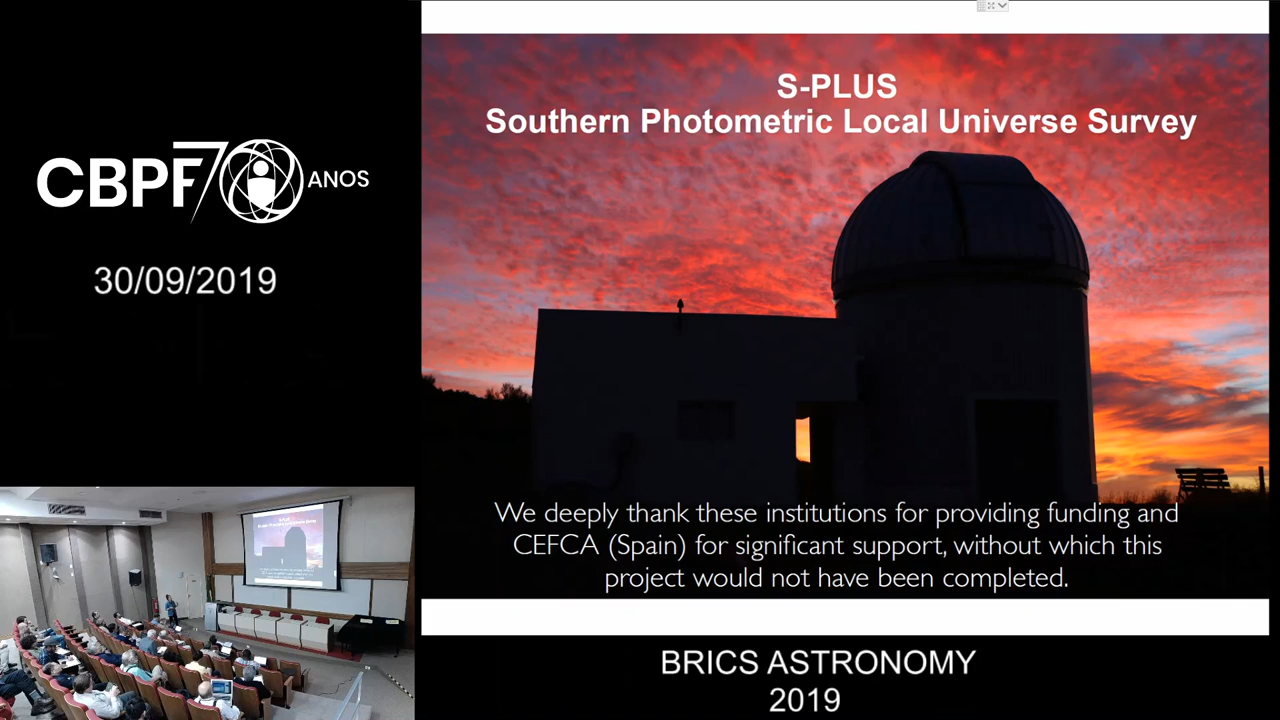 CBPF 70 ANOS
30/09/2019
S-PLUS
Southern Photometric Local Universe Survey
We deeply thank these institutions for providing funding and
CEFCA (Spain) for significant support, without which this
project would not have been completed.
BRICS ASTRONOMY
2019